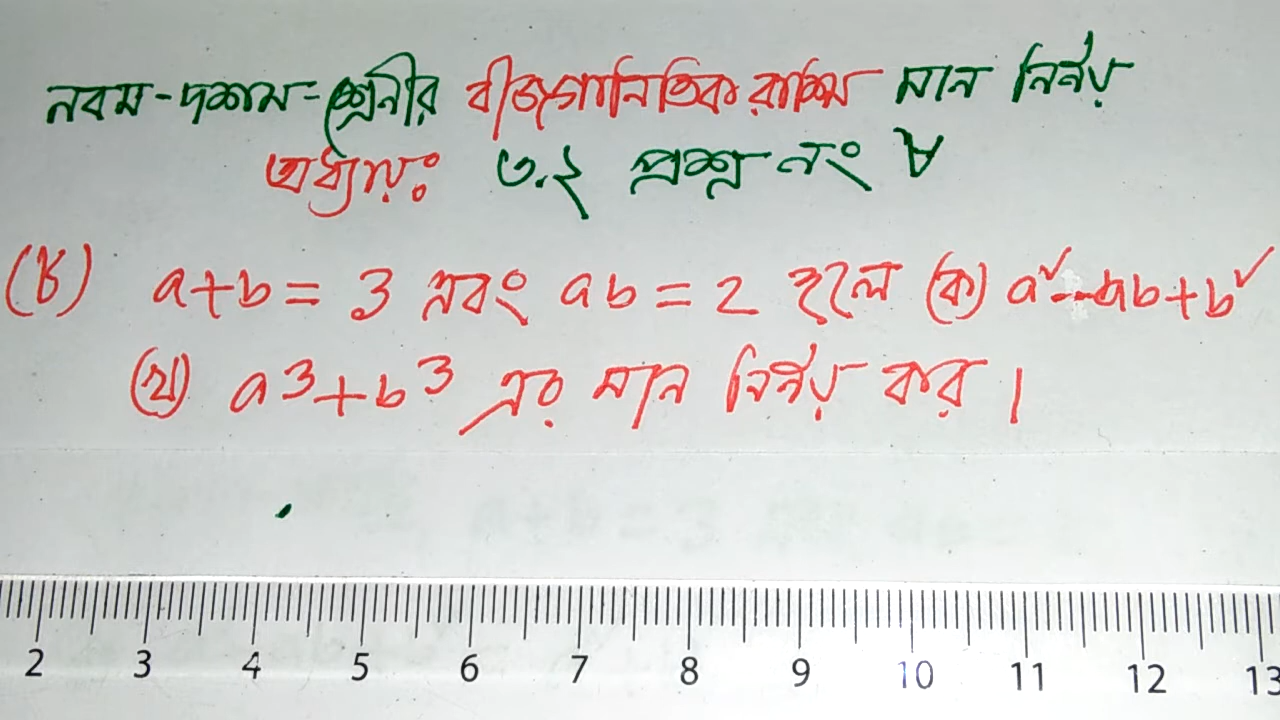 নবম-দশম-শ্রেনীর বীজগানিতিক রাশির মান নির্নয়
অধ্যায়ঃ ৩.২ প্রশ্ন নং ৮
(৮) a+b = 3 এবং ab = 2 হলে (ক) a²-ab+b²
(খ) a³+b³ এর মান নির্নয় কর।
2 3 4 5 6 7 8 9 10 11 12 13